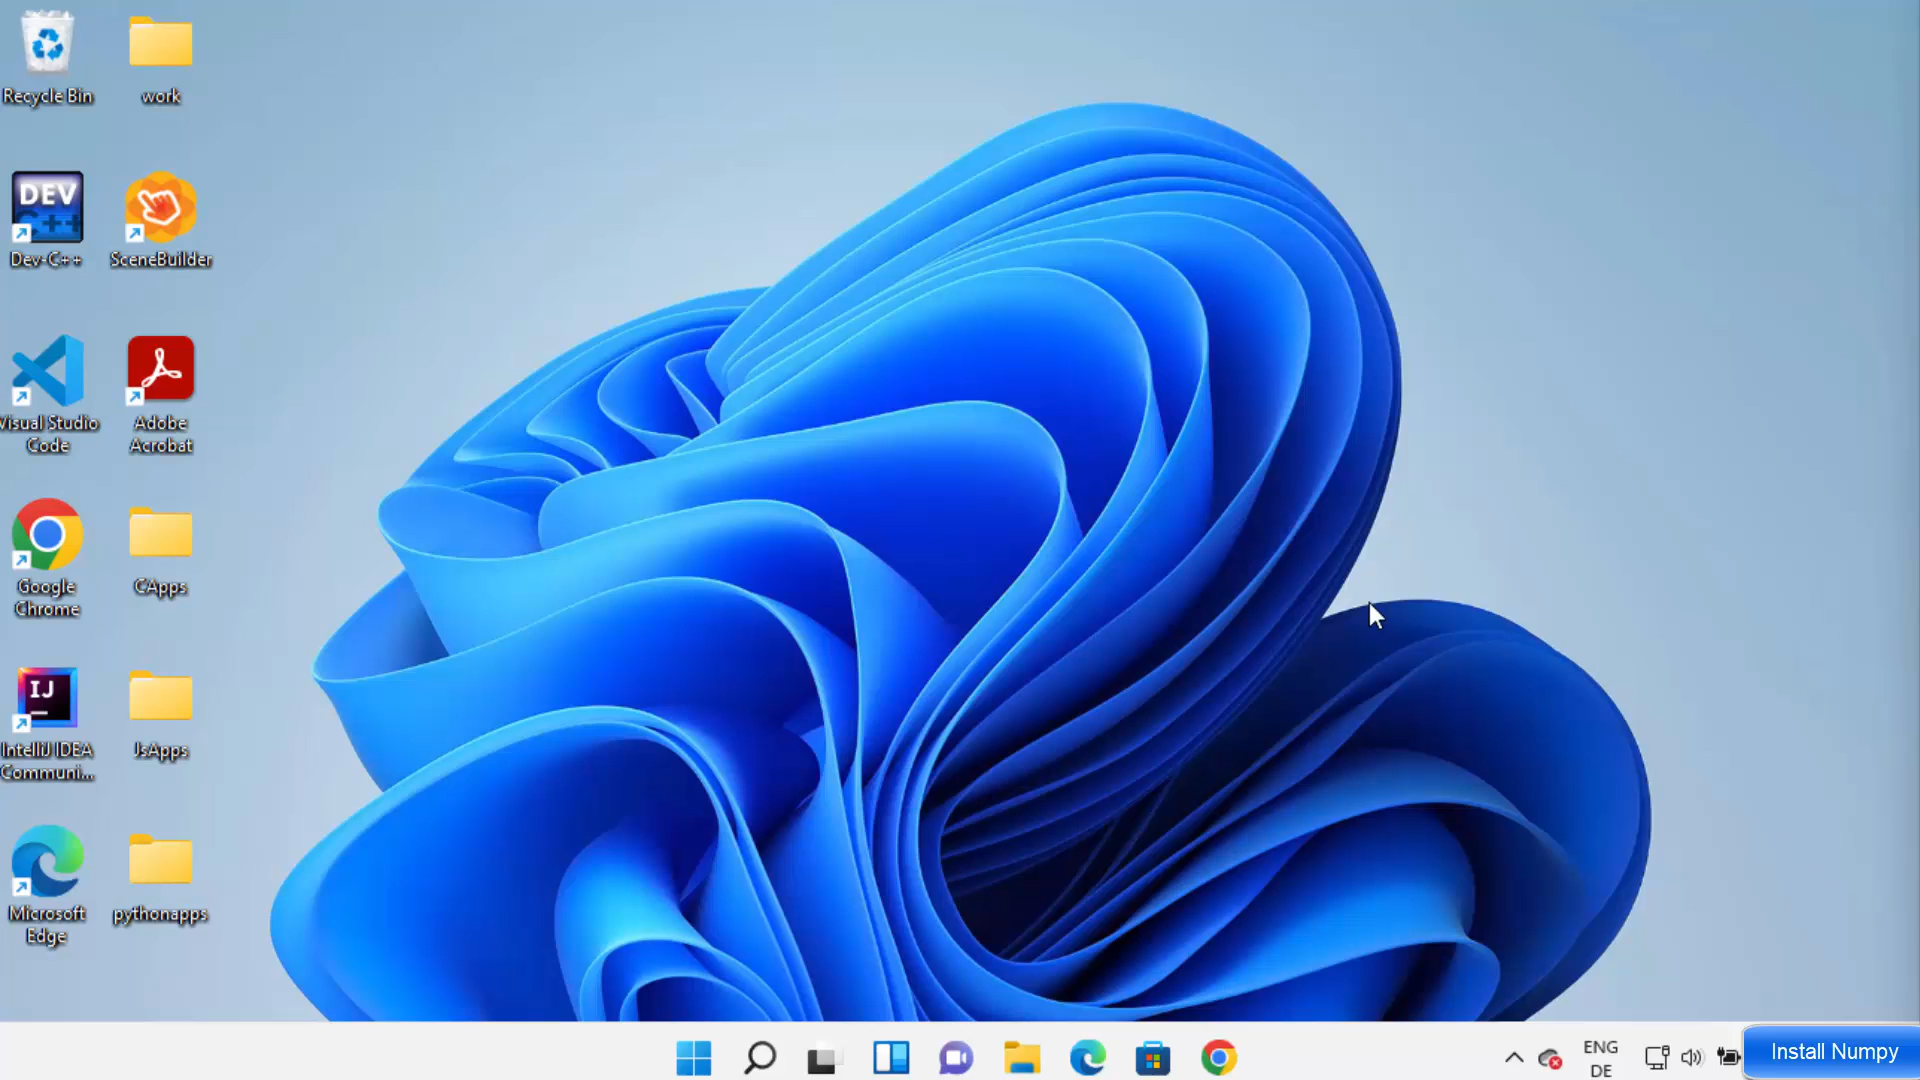 Recycle Bin
work
DEV
C++
Dev-C++
SceneBuilder
Visual Studio
Code
Adobe
Acrobat
Google
Chrome
CApps
IJ
IntelliJ IDEA
Communi...
JsApps
Microsoft
Edge
pythonapps
ENG
DE
Install Numpy